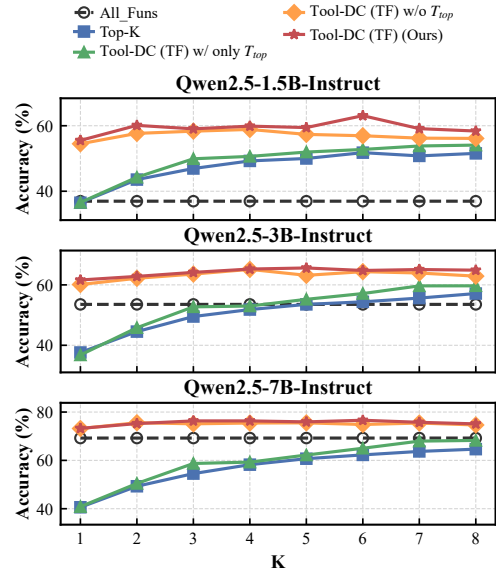 All_Funs
Top-K
Tool-DC (TF) w/ only T_top
Tool-DC (TF) w/o T_top
Tool-DC (TF) (Ours)
Qwen2.5-1.5B-Instruct
Accuracy (%)
60
40
Qwen2.5-3B-Instruct
Accuracy (%)
60
40
Qwen2.5-7B-Instruct
Accuracy (%)
80
60
40
1 2 3 4 5 6 7 8
K